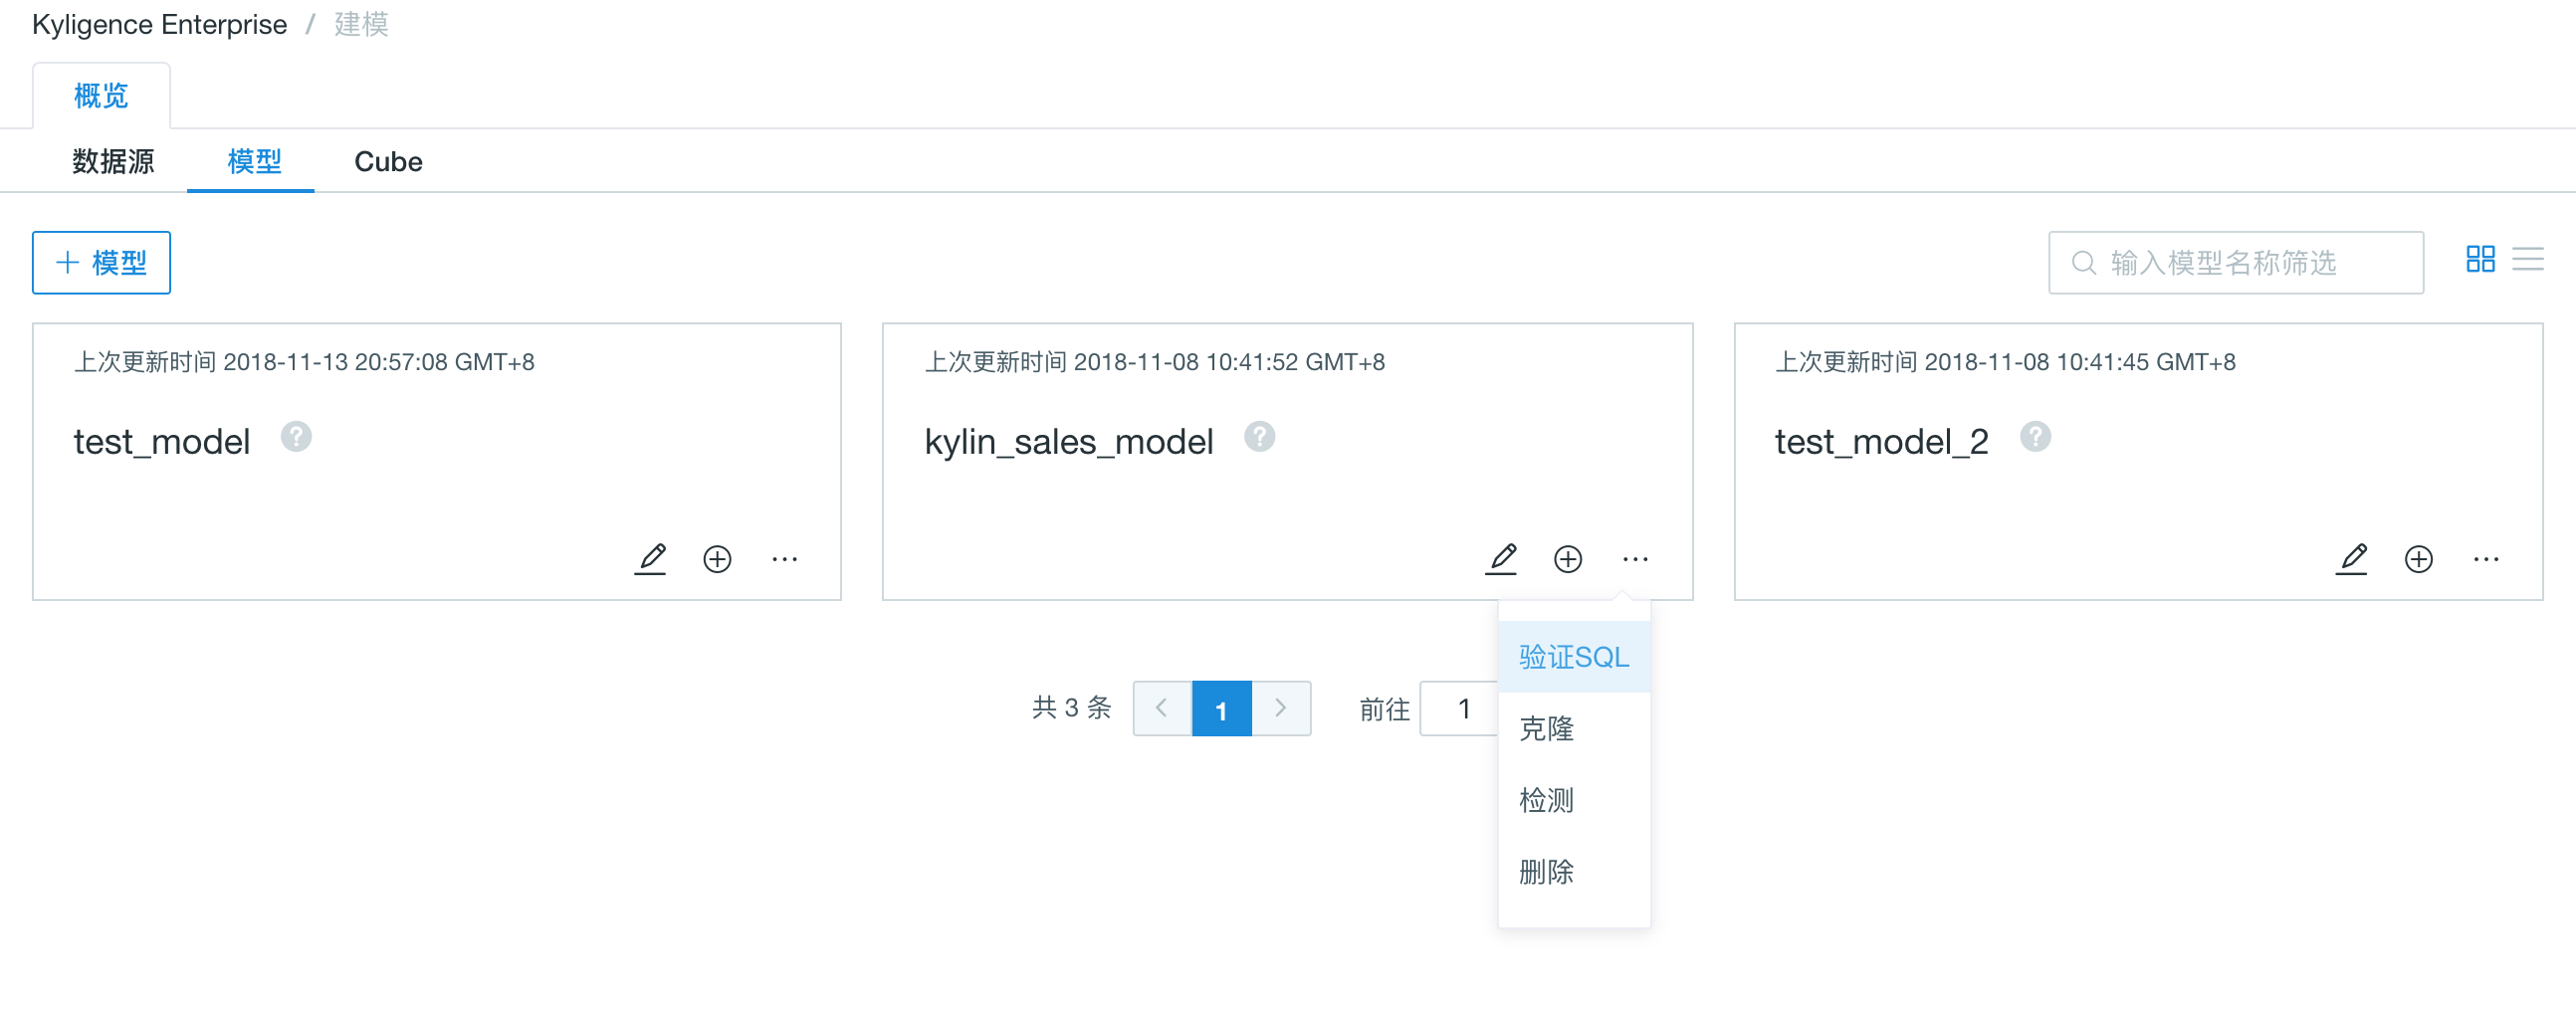 Kyligence Enterprise / 建模
概览
数据源 模型 Cube
+ 模型
输入模型名称筛选
上次更新时间 2018-11-13 20:57:08 GMT+8
test_model ?
上次更新时间 2018-11-08 10:41:52 GMT+8
kylin_sales_model ?
上次更新时间 2018-11-08 10:41:45 GMT+8
test_model_2 ?
共 3 条 < 1 > 前往 1
验证SQL
克隆
检测
删除